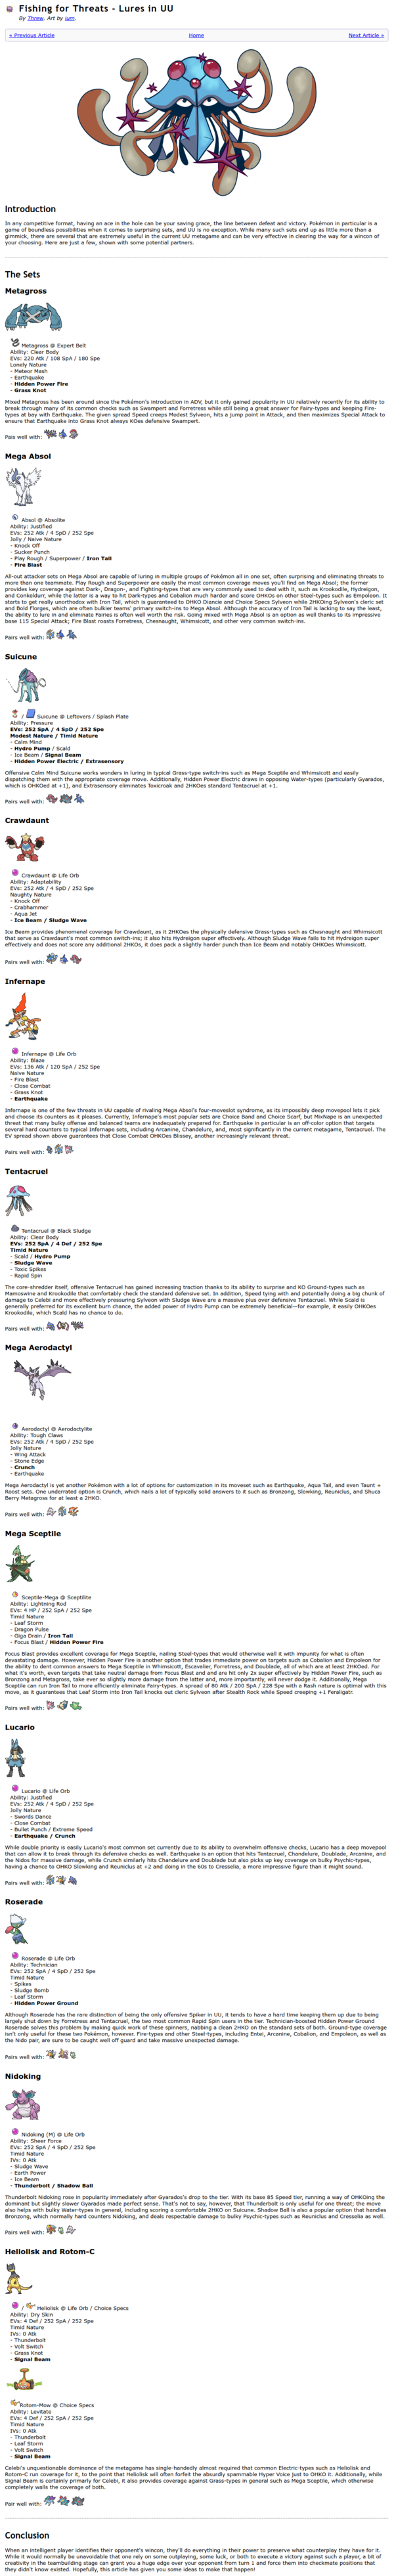 Fishing for Threats - Lures in UU
By Threw. Art by jum.
« Previous Article
Home
Next Article »
Introduction
In any competitive format, having an ace in the hole can be your saving grace, the line between defeat and victory. Pokémon in particular is a
game of boundless possibilities when it comes to surprising sets, and UU is no exception. While many such sets end up as little more than a
gimmick, there are several that are extremely useful in the current UU metagame and can be very effective in clearing the way for a wincon of
your choosing. Here are just a few, shown with some potential partners.
The Sets
Metagross
Metagross @ Expert Belt
Ability: Clear Body
EVs: 220 Atk / 108 SpA / 180 Spe
Lonely Nature
- Meteor Mash
- Earthquake
- Hidden Power Fire
- Grass Knot
Mixed Metagross has been around since the Pokémon's introduction in ADV, but it only gained popularity in UU relatively recently for its ability to
break through many of its common checks such as Swampert and Forretress while still being a great answer for Fairy-types and keeping Fire-
types at bay with Earthquake. The given spread Speed creeps Modest Sylveon, hits a jump point in Attack, and then maximizes Special Attack to
ensure that Earthquake into Grass Knot always KOes defensive Swampert.
Pais well with:
Mega Absol
Absol @ Absolite
Ability: Justified
EVs: 252 Atk / 4 SpD / 252 Spe
Jolly / Naive Nature
- Knock Off
- Sucker Punch
- Play Rough / Superpower / Iron Tail
- Fire Blast
All-out attacker sets on Mega Absol are capable of luring in multiple groups of Pokémon all in one set, often surprising and eliminating threats to
more than one teammate. Play Rough and Superpower are easily the most common coverage moves you'll find on Mega Absol; the former
provides key coverage against Dark-, Dragon-, and Fighting-types that are very commonly used to deal with it, such as Krookodile, Hydreigon,
and Conkeldurr, while the latter is a way to hit Dark-types and Cobalion much harder and score OHKOs on other Steel-types such as Empoleon. It
starts to get really unorthodox with Iron Tail, which is guaranteed to OHKO Diancie and Choice Specs Sylveon while 2HKOing Sylveon's cleric set
and Bold Florges, which are often bulkier teams' primary switch-ins to Mega Absol. Although the accuracy of Iron Tail is lacking to say the least,
the ability to lure in and eliminate Fairies is often well worth the risk. Going mixed with Mega Absol is an option as well thanks to its impressive
base 115 Special Attack; Fire Blast roasts Forretress, Chesnaught, Whimsicott, and other very common switch-ins.
Pairs well with:
Suicune
/ Suicune @ Leftovers / Splash Plate
Ability: Pressure
EVs: 252 SpA / 4 SpD / 252 Spe
Modest Nature / Timid Nature
- Calm Mind
- Hydro Pump / Scald
- Ice Beam / Signal Beam
- Hidden Power Electric / Extrasensory
Offensive Calm Mind Suicune works wonders in luring in typical Grass-type switch-ins such as Mega Sceptile and Whimsicott and easily
dispatching them with the appropriate coverage move. Additionally, Hidden Power Electric draws in opposing Water-types (particularly Gyarados,
which is OHKOed at +1), and Extrasensory eliminates Toxicroak and 2HKOes standard Tentacruel at +1.
Pairs well with:
Crawdaunt
Crawdaunt @ Life Orb
Ability: Adaptability
EVs: 252 Atk / 4 SpD / 252 Spe
Naughty Nature
- Knock Off
- Crabhammer
- Aqua Jet
- Ice Beam / Sludge Wave
Ice Beam provides phenomenal coverage for Crawdaunt, as it 2HKOes the physically defensive Grass-types such as Chesnaught and Whimsicott
that serve as Crawdaunt's most common switch-ins; it also hits Hydreigon super effectively. Although Sludge Wave fails to hit Hydreigon super
effectively and does not score any additional 2HKOs, it does pack a slightly harder punch than Ice Beam and notably OHKOes Whimsicott.
Pairs well with:
Infernape
Infernape @ Life Orb
Ability: Blaze
EVs: 136 Atk / 120 SpA / 252 Spe
Naive Nature
- Fire Blast
- Close Combat
- Grass Knot
- Earthquake
Infernape is one of the few threats in UU capable of rivaling Mega Absol's four-moveslot syndrome, as its impossibly deep movepool lets it pick
and choose its counters as it pleases. Currently, Infernape's most popular sets are Choice Band and Choice Scarf, but MixNape is an unexpected
threat that many bulky offense and balanced teams are inadequately prepared for. Earthquake in particular is an off-kilter option that targets
several hard counters to typical Infernape sets, including Arcanine, Chandelure, and, most significantly in the current metagame, Tentacruel. The
EV spread shown above guarantees that Close Combat OHKOes Blissey, another increasingly relevant threat.
Pairs well with:
Tentacruel
Tentacruel @ Black Sludge
Ability: Clear Body
EVs: 252 SpA / 4 Def / 252 Spe
Timid Nature
- Scald / Hydro Pump
- Sludge Wave
- Toxic Spikes
- Rapid Spin
The core-shredder itself, offensive Tentacruel has gained increasing traction thanks to its ability to surprise and KO Ground-types such as
Mamoswine and Krookodile that comfortably check the standard defensive set. In addition, Speed tying with and potentially doing a big chunk of
damage to Celebi and more effectively pressuring Sylveon with Sludge Wave are a massive plus over defensive Tentacruel. While Scald is
generally preferred for its excellent burn chance, the added power of Hydro Pump can be extremely beneficial—for example, it easily OHKOes
Krookodile, which Scald has no chance to do.
Pairs well with:
Mega Aerodactyl
Aerodactyl @ Aerodactylite
Ability: Tough Claws
EVs: 252 Atk / 4 SpD / 252 Spe
Jolly Nature
- Wing Attack
- Stone Edge
- Crunch
- Earthquake
Mega Aerodactyl is yet another Pokémon with a lot of options for customization in its moveset such as Earthquake, Aqua Tail, and even Taunt +
Roost sets. One underrated option is Crunch, which nails a lot of typically solid answers to it such as Bronzong, Slowking, Reuniclus, and Shuca
Berry Metagross for at least a 2HKO.
Pairs well with:
Mega Sceptile
Sceptile-Mega @ Sceptilite
Ability: Lightning Rod
EVs: 4 HP / 252 SpA / 252 Spe
Timid Nature
- Leaf Storm
- Dragon Pulse
- Giga Drain / Iron Tail
- Focus Blast / Hidden Power Fire
Focus Blast provides excellent coverage for Mega Sceptile, nailing Steel-types that would otherwise wall it with impunity for what is often
devastating damage. However, Hidden Power Fire is another option that trades immediate power on targets such as Cobalion and Empoleon for
the ability to dent common answers to Mega Sceptile in Whimsicott, Escavalier, Forretress, and Doublade, all of which are at least 2HKOed. For
what it's worth, even targets that take neutral damage from Focus Blast and and are hit only 2x super effectively by Hidden Power Fire, such as
Bronzong and Metagross, take ever so slightly more damage from the latter and, more importantly, will never dodge it. Additionally, Mega
Sceptile can run Iron Tail to more efficiently eliminate Fairy-types. A spread of 80 Atk / 200 SpA / 228 Spe with a Rash nature is optimal with this
move, as it guarantees that Leaf Storm into Iron Tail knocks out cleric Sylveon after Stealth Rock while Speed creeping +1 Feraligatr.
Pairs well with:
Lucario
Lucario @ Life Orb
Ability: Justified
EVs: 252 Atk / 4 SpD / 252 Spe
Jolly Nature
- Swords Dance
- Close Combat
- Bullet Punch / Extreme Speed
- Earthquake / Crunch
While double priority is easily Lucario's most common set currently due to its ability to overwhelm offensive checks, Lucario has a deep movepool
that can allow it to break through its defensive checks as well. Earthquake is an option that hits Tentacruel, Chandelure, Doublade, Arcanine, and
the Nidos for massive damage, while Crunch similarly hits Chandelure and Doublade but also picks up key coverage on bulky Psychic-types,
having a chance to OHKO Slowking and Reuniclus at +2 and doing in the 60s to Cresselia, a more impressive figure than it might sound.
Pairs well with:
Roserade
Roserade @ Life Orb
Ability: Technician
EVs: 252 SpA / 4 SpD / 252 Spe
Timid Nature
- Spikes
- Sludge Bomb
- Leaf Storm
- Hidden Power Ground
Although Roserade has the rare distinction of being the only offensive Spiker in UU, it tends to have a hard time keeping them up due to being
largely shut down by Forretress and Tentacruel, the two most common Rapid Spin users in the tier. Technician-boosted Hidden Power Ground
Roserade solves this problem by making quick work of these spinners, nabbing a clean 2HKO on the standard sets of both. Ground-type coverage
isn't only useful for these two Pokémon, however. Fire-types and other Steel-types, including Entei, Arcanine, Cobalion, and Empoleon, as well as
the Nido pair, are sure to be caught well off guard and take massive unexpected damage.
Pairs well with:
Nidoking
Nidoking (M) @ Life Orb
Ability: Sheer Force
EVs: 252 SpA / 4 SpD / 252 Spe
Timid Nature
IVs: 0 Atk
- Sludge Wave
- Earth Power
- Ice Beam
- Thunderbolt / Shadow Ball
Thunderbolt Nidoking rose in popularity immediately after Gyarados's drop to the tier. With its base 85 Speed tier, running a way of OHKOing the
dominant but slightly slower Gyarados made perfect sense. That's not to say, however, that Thunderbolt is only useful for one threat; the move
also helps with bulky Water-types in general, including scoring a comfortable 2HKO on Suicune. Shadow Ball is also a popular option that handles
Bronzong, which normally hard counters Nidoking, and deals respectable damage to bulky Psychic-types such as Reuniclus and Cresselia as well.
Pairs well with:
Heliolisk and Rotom-C
/ Heliolisk @ Life Orb / Choice Specs
Ability: Dry Skin
EVs: 4 Def / 252 SpA / 252 Spe
Timid Nature
IVs: 0 Atk
- Thunderbolt
- Volt Switch
- Grass Knot
- Signal Beam
Rotom-Mow @ Choice Specs
Ability: Levitate
EVs: 4 Def / 252 SpA / 252 Spe
Timid Nature
IVs: 0 Atk
- Thunderbolt
- Leaf Storm
- Volt Switch
- Signal Beam
Celebi's unquestionable dominance of the metagame has single-handedly almost required that common Electric-types such as Heliolisk and
Rotom-C run coverage for it, to the point that Heliolisk will often forfeit the absurdly spammable Hyper Voice just to OHKO it. Additionally, while
Signal Beam is certainly primarily for Celebi, it also provides coverage against Grass-types in general such as Mega Sceptile, which otherwise
completely walls the coverage of both.
Pair well with:
Conclusion
When an intelligent player identifies their opponent's wincon, they'll do everything in their power to preserve what counterplay they have for it.
While it would normally be unavoidable that one rely on some outplaying, some luck, or both to execute a victory against such a player, a bit of
creativity in the teambuilding stage can grant you a huge edge over your opponent from turn 1 and force them into checkmate positions that
they didn't know existed. Hopefully, this article has given you some ideas to make that happen!